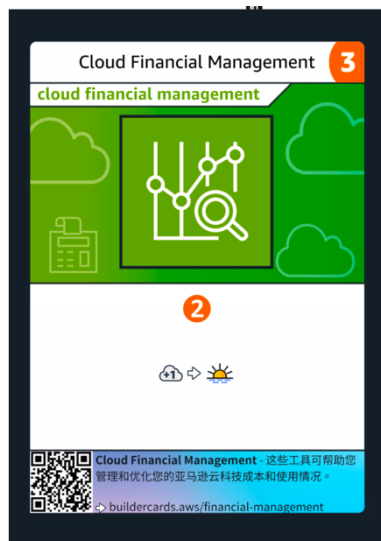 Cloud Financial Management 3
cloud financial management
2
+1
Cloud Financial Management - 这些工具可帮助您
管理和优化您的亚马逊云科技成本和使用情况。
buildercards.aws/financial-management